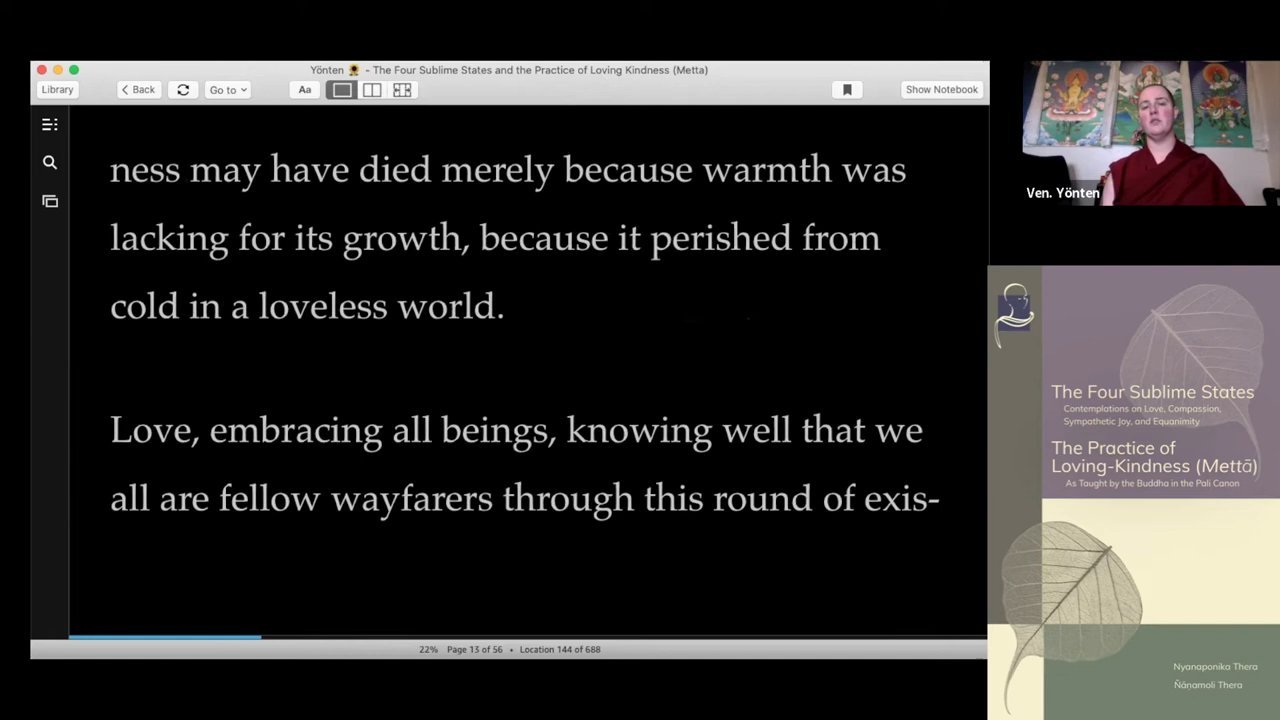 Yönten 🌻 - The Four Sublime States and the Practice of Loving Kindness (Metta)
Library
Back
Go to
Aa
Show Notebook
ness may have died merely because warmth was
lacking for its growth, because it perished from
cold in a loveless world.
Love, embracing all beings, knowing well that we
all are fellow wayfarers through this round of exis-
22% Page 13 of 56 • Location 144 of 688
Ven. Yönten
The Four Sublime States
Contemplations on Love, Compassion,
Sympathetic Joy, and Equanimity
The Practice of
Loving-Kindness (Mettā)
As Taught by the Buddha in the Pali Canon
Nyanaponika Thera
Ñāṇamoli Thera